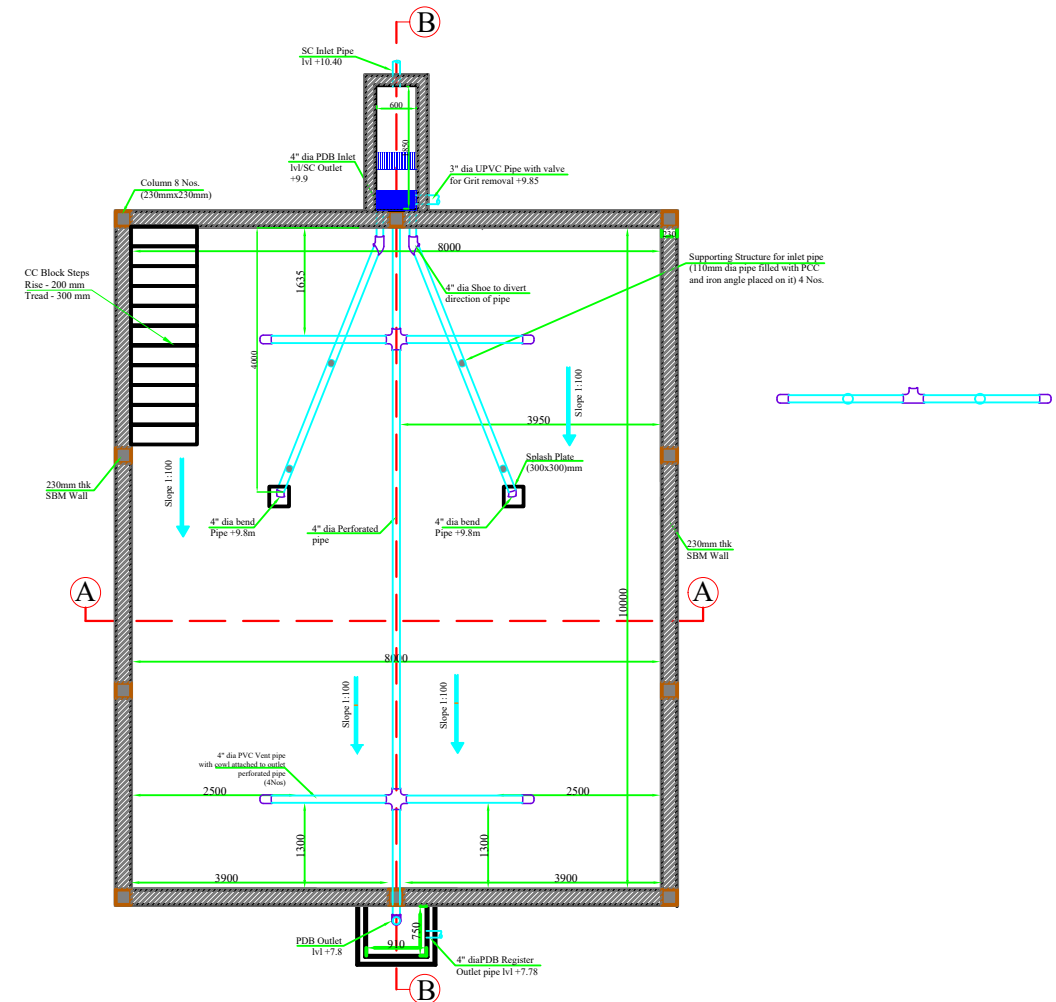 B
SC Inlet Pipe
lvl +10.40
600
4" dia PDB Inlet
lvl/SC Outlet
+9.9
3" dia UPVC Pipe with valve
for Grit removal +9.85
Column 8 Nos.
(230mmx230mm)
230
8000
1635
CC Block Steps
Rise - 200 mm
Tread - 300 mm
4" dia Shoe to divert
direction of pipe
Supporting Structure for inlet pipe
(110mm dia pipe filled with PCC
and iron angle placed on it) 4 Nos.
4000
Slope 1:100
3950
Splash Plate
(300x300)mm
230mm thk
SBM Wall
Slope 1:100
4" dia bend
Pipe +9.8m
4" dia Perforated
pipe
4" dia bend
Pipe +9.8m
230mm thk
SBM Wall
A
A
10000
8000
Slope 1:100
Slope 1:100
4" dia PVC Vent pipe
with cowl attached to outlet
perforated pipe
(4Nos)
2500
2500
1300
1300
3900
3900
PDB Outlet
lvl +7.8
910
750
4" diaPDB Register
Outlet pipe lvl +7.78
B